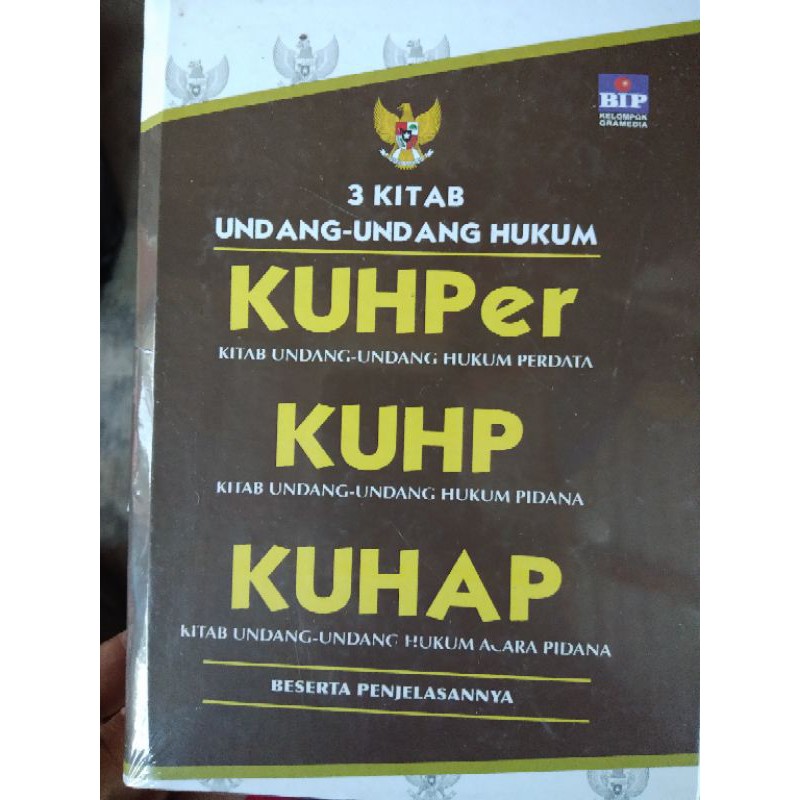 BIP
KELOMPOK
GRAMEDIA
3 KITAB
UNDANG-UNDANG HUKUM
KUHPer
KITAB UNDANG-UNDANG HUKUM PERDATA
KUHP
KITAB UNDANG-UNDANG HUKUM PIDANA
KUHAP
KITAB UNDANG-UNDANG HUKUM ACARA PIDANA
BESERTA PENJELASANNYA